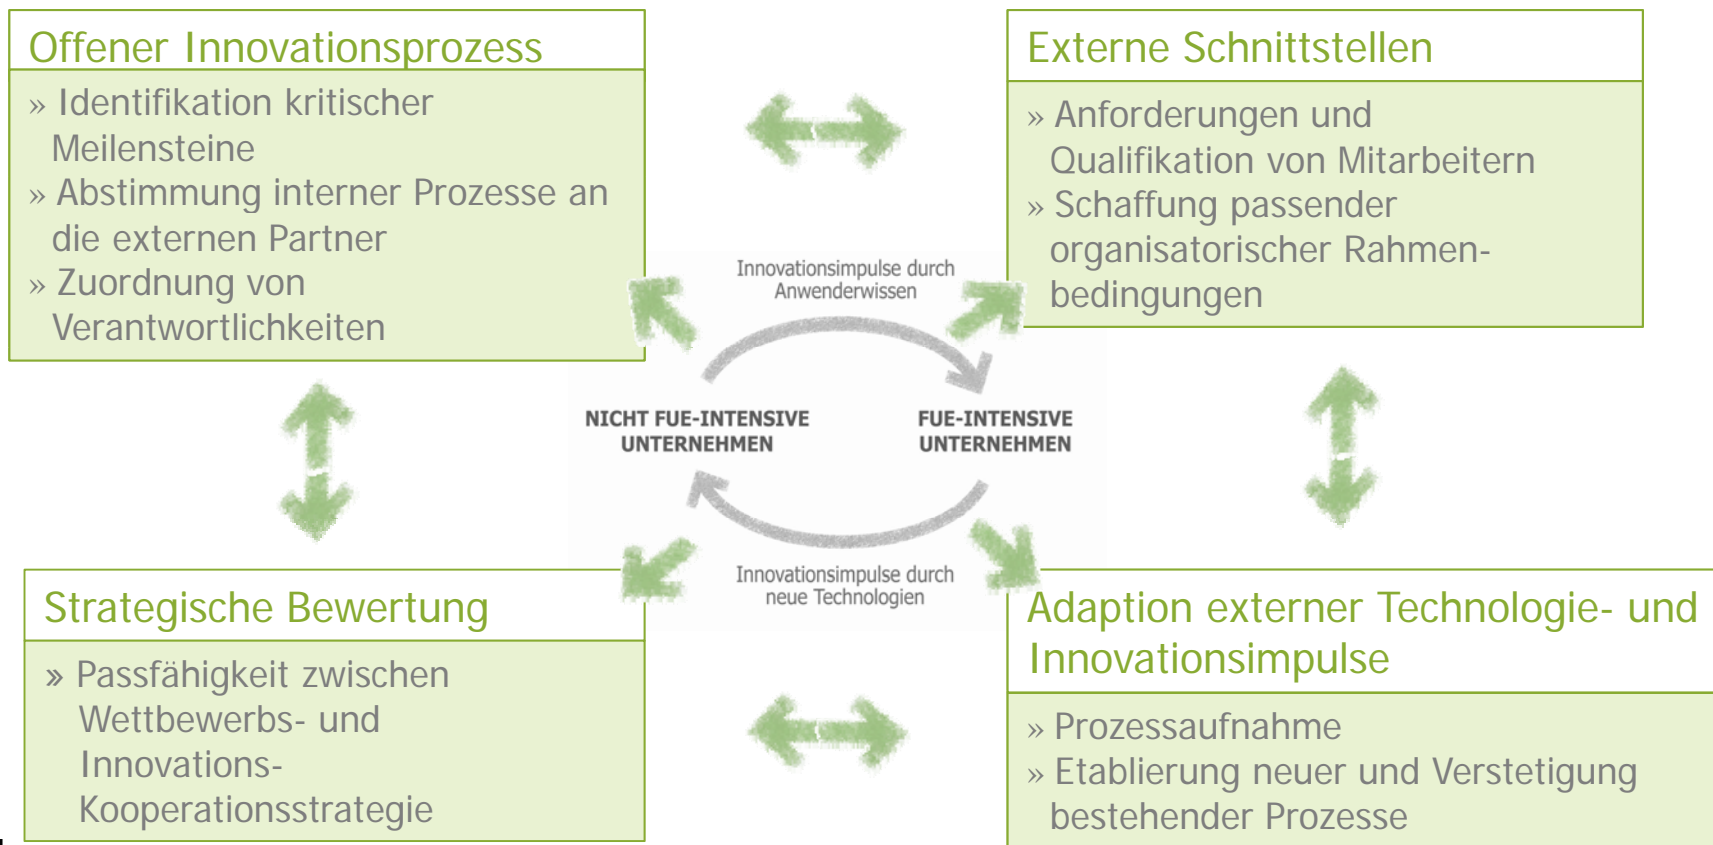 Offener Innovationsprozess
» Identifikation kritischer
Meilensteine
» Abstimmung interner Prozesse an
die externen Partner
» Zuordnung von
Verantwortlichkeiten
Externe Schnittstellen
» Anforderungen und
Qualifikation von Mitarbeitern
» Schaffung passender
organisatorischer Rahmen-
bedingungen
Innovationsimpulse durch
Anwenderwissen
NICHT FUE-INTENSIVE
UNTERNEHMEN
FUE-INTENSIVE
UNTERNEHMEN
Innovationsimpulse durch
neue Technologien
Strategische Bewertung
» Passfähigkeit zwischen
Wettbewerbs- und
Innovations-
Kooperationsstrategie
Adaption externer Technologie- und
Innovationsimpulse
» Prozessaufnahme
» Etablierung neuer und Verstetigung
bestehender Prozesse